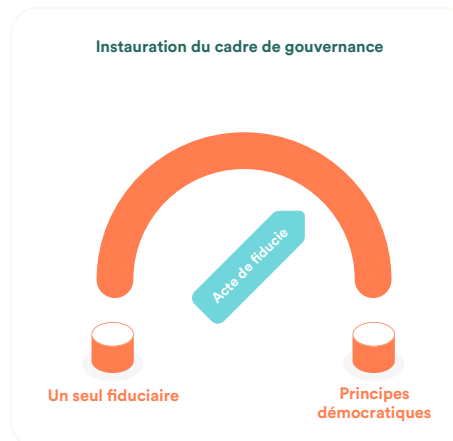 Instauration du cadre de gouvernance
Acte de fiducie
Un seul fiduciaire
Principes
démocratiques